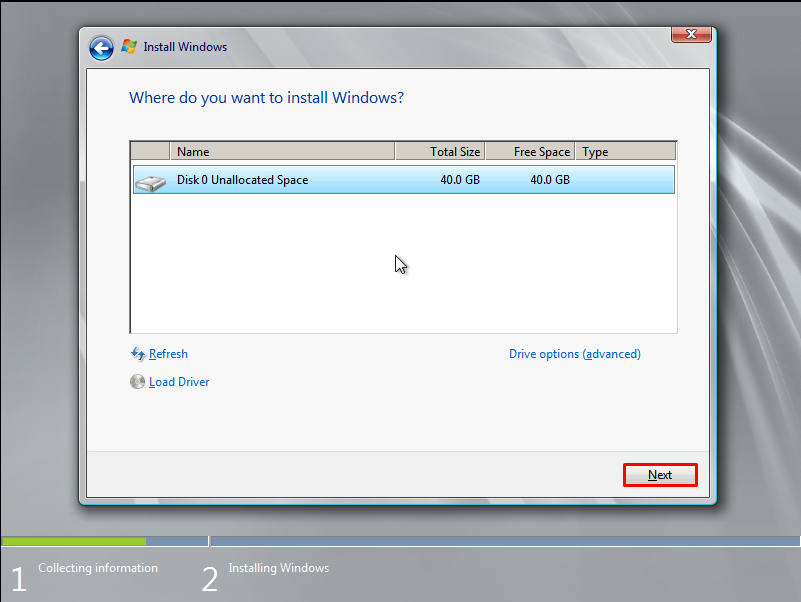 Install Windows
Where do you want to install Windows?
Name Total Size Free Space Type
Disk 0 Unallocated Space 40.0 GB 40.0 GB
Refresh Drive options (advanced)
Load Driver
Next
1 Collecting information 2 Installing Windows